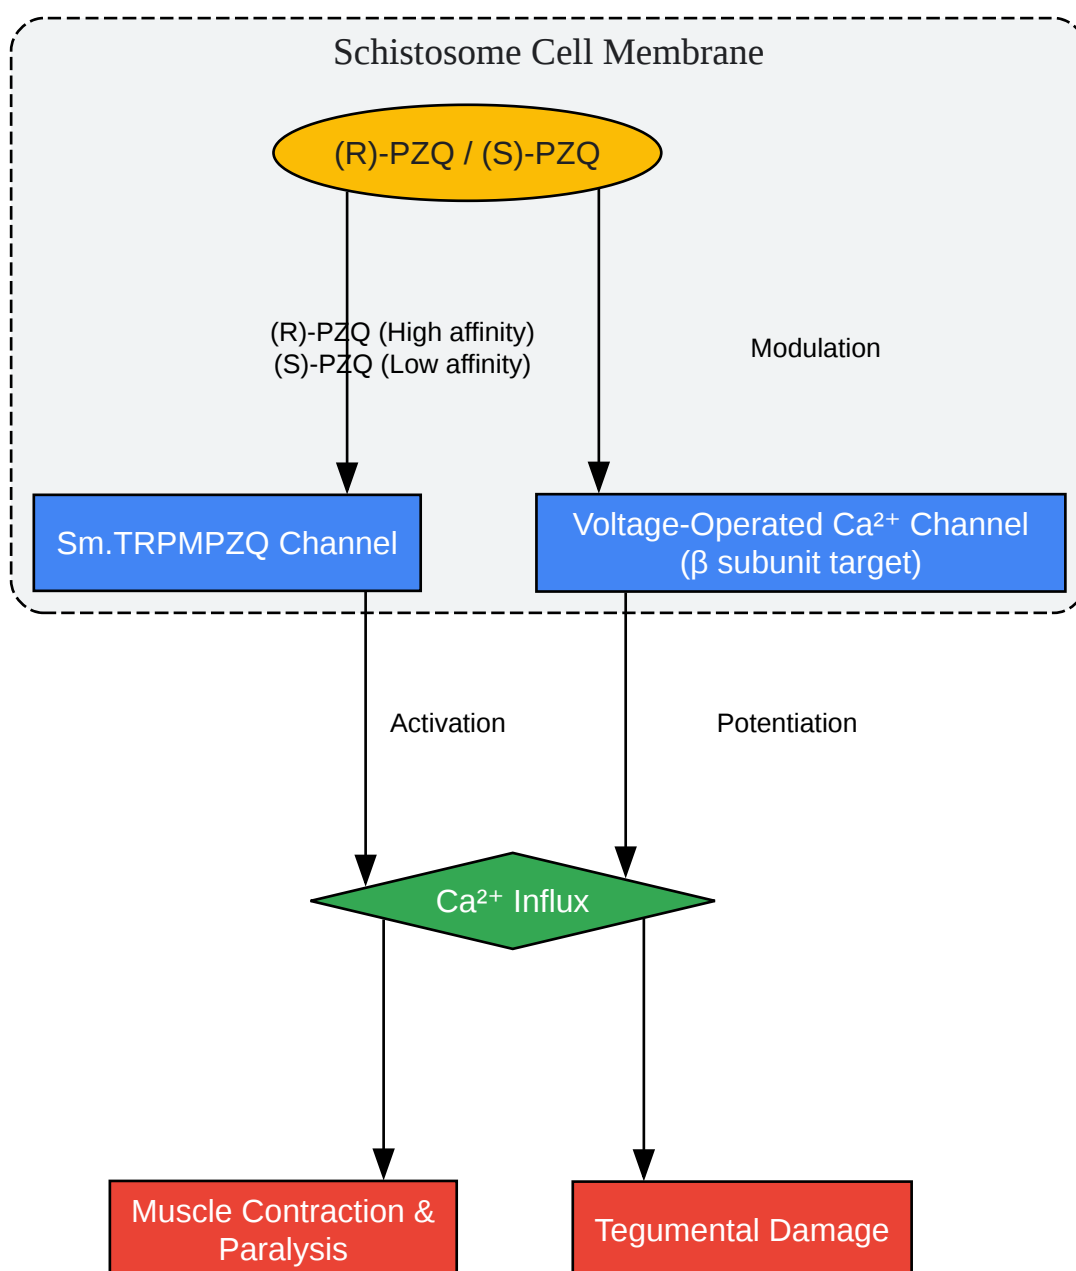 Schistosome Cell Membrane
(R)-PZQ / (S)-PZQ
(R)-PZQ (High affinity)
(S)-PZQ (Low affinity)
Modulation
Sm.TRPMPZQ Channel
Voltage-Operated Ca²⁺ Channel
(β subunit target)
Activation
Potentiation
Ca²⁺ Influx
Muscle Contraction &
Paralysis
Tegumental Damage